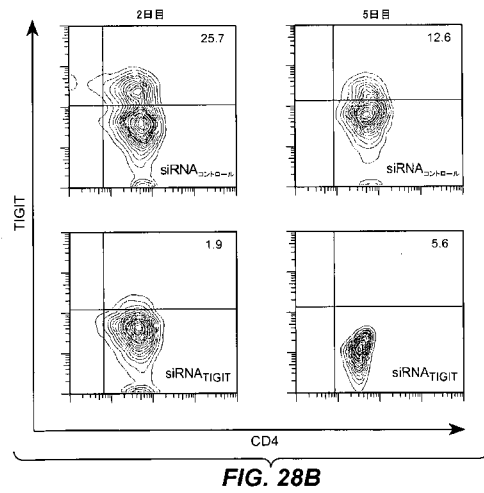 2日目
5日目
25.7
12.6
siRNAコントロール
siRNAコントロール
TIGIT
1.9
5.6
siRNATIGIT
siRNATIGIT
CD4
FIG. 28B